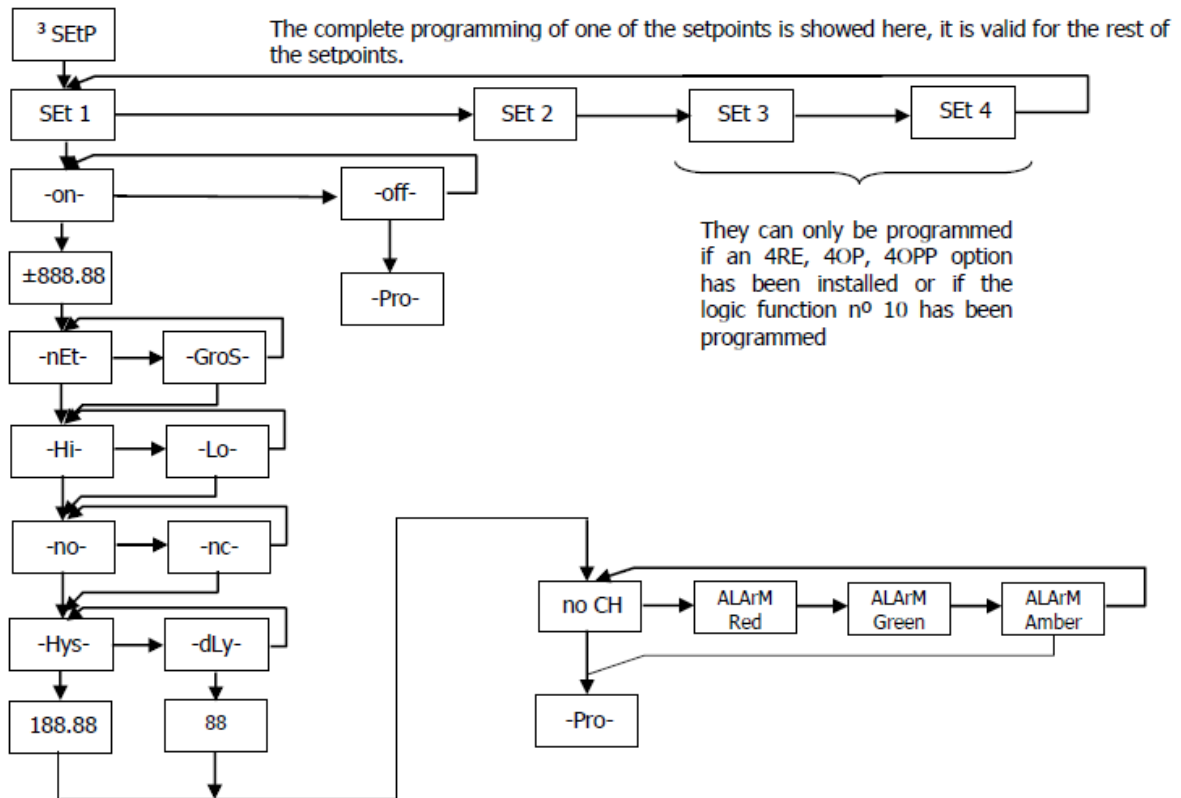 ³ SEtP
The complete programming of one of the setpoints is showed here, it is valid for the rest of
the setpoints.
SEt 1
SEt 2
SEt 3
SEt 4
-on-
-off-
±888.88
-Pro-
They can only be programmed
if an 4RE, 4OP, 4OPP option
has been installed or if the
logic function nº 10 has been
programmed
-nEt-
-GroS-
-Hi-
-Lo-
-no-
-nc-
no CH
ALArM
Red
ALArM
Green
ALArM
Amber
-Hys-
-dLy-
188.88
88
-Pro-